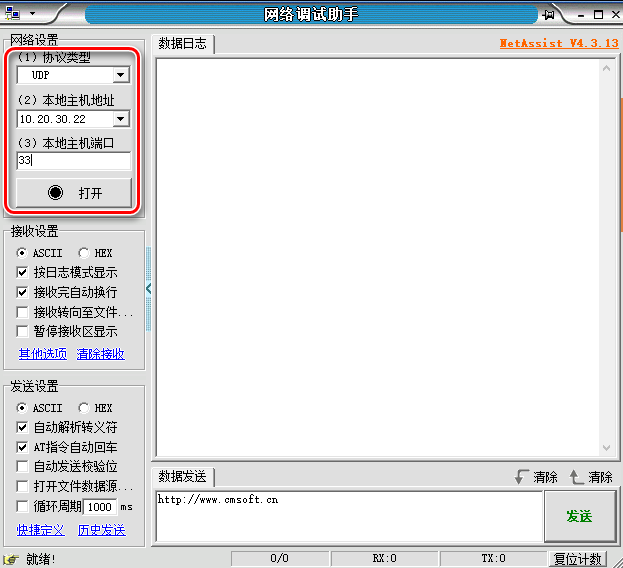 网络调试助手
网络设置
(1) 协议类型
UDP
(2) 本地主机地址
10.20.30.22
(3) 本地主机端口
33
打开
接收设置
ASCII HEX
按日志模式显示
接收完自动换行
接收转向至文件...
暂停接收区显示
其他选项 清除接收
发送设置
ASCII HEX
自动解析转义符
AT指令自动回车
自动发送校验位
打开文件数据源...
循环周期 1000 ms
快捷定义 历史发送
数据日志
NetAssist V4.3.13
数据发送
清除 清除
http://www.cmsoft.cn
发送
就绪!
0/0
RX:0
TX:0
复位计数